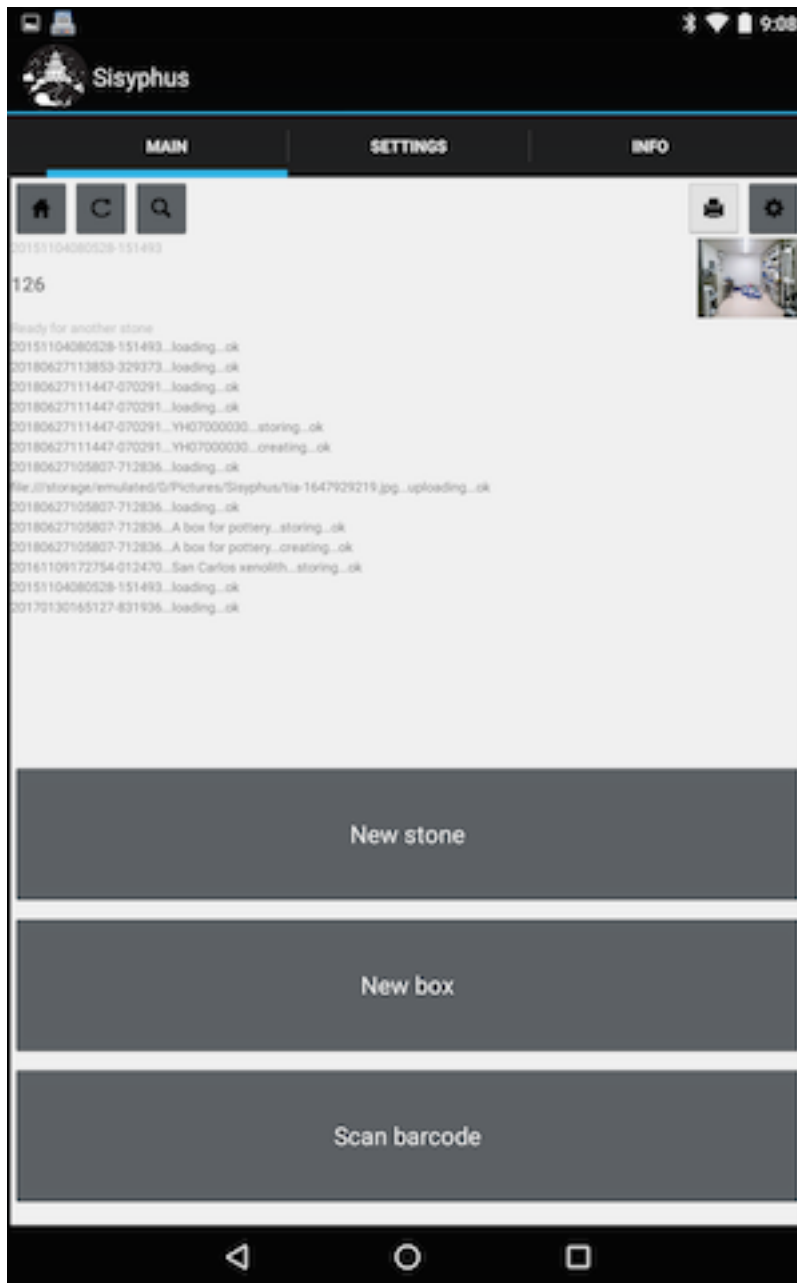 9:08
Sisyphus
MAIN SETTINGS INFO
20151104080528-151493
126
Ready for another stone
20151104080528-151493...loading...ok
20180627113853-329373...loading...ok
20180627111447-070291...loading...ok
20180627111447-070291...loading...ok
20180627111447-070291...YH07000030...storing...ok
20180627111447-070291...YH07000030...creating...ok
20180627105807-712836...loading...ok
file:///storage/emulated/0/Pictures/Sisyphus/tia-1647929219.jpg...uploading...ok
20180627105807-712836...loading...ok
20180627105807-712836...A box for pottery...storing...ok
20180627105807-712836...A box for pottery...creating...ok
20161109172754-012470...San Carlos xenolith...storing...ok
20151104080528-151493...loading...ok
20170130165127-831936...loading...ok
New stone
New box
Scan barcode